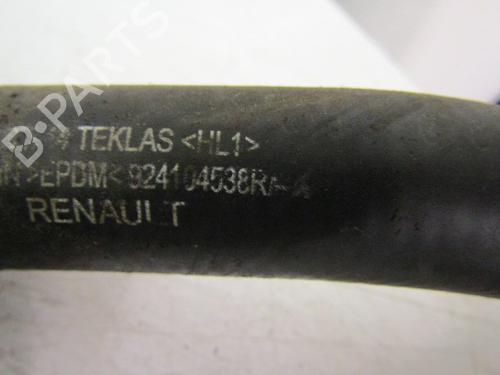 B-PARTS
TEKLAS <HL1>
>EPDM< 924104538R
RENAULT